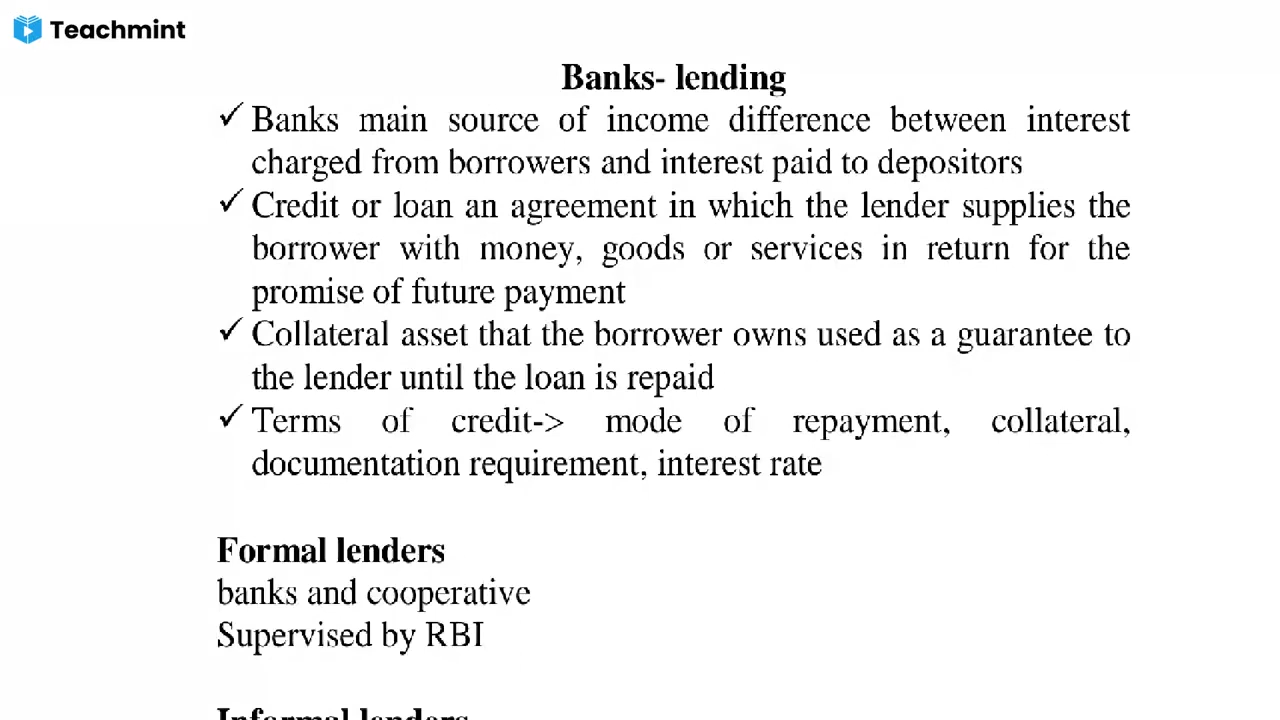 Teachmint
Banks- lending
✓ Banks main source of income difference between interest
charged from borrowers and interest paid to depositors
✓ Credit or loan an agreement in which the lender supplies the
borrower with money, goods or services in return for the
promise of future payment
✓ Collateral asset that the borrower owns used as a guarantee to
the lender until the loan is repaid
✓ Terms of credit-> mode of repayment, collateral,
documentation requirement, interest rate
Formal lenders
banks and cooperative
Supervised by RBI
Informal lenders